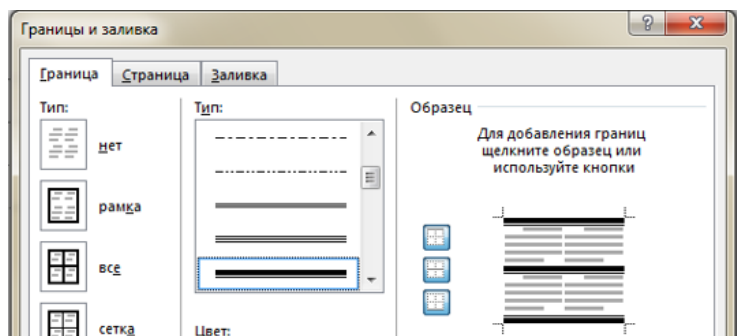 Границы и заливка
Граница
Страница
Заливка
Тип:
нет
рамка
все
сетка
Тип:
Цвет:
Образец
Для добавления границ
щелкните образец или
используйте кнопки